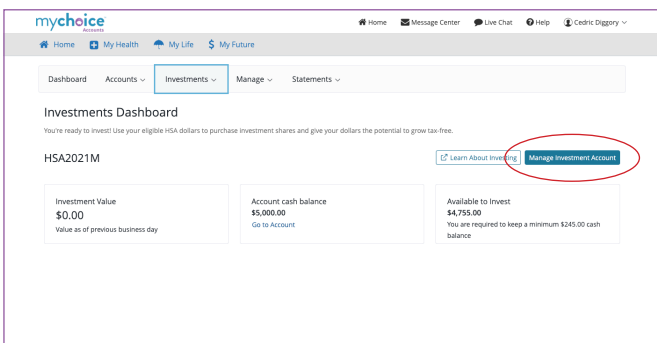 mychoice
Accounts
Home Message Center Live Chat Help Cedric Diggory
Home My Health My Life $ My Future
Dashboard Accounts Investments Manage Statements
Investments Dashboard
You're ready to invest! Use your eligible HSA dollars to purchase investment shares and give your dollars the potential to grow tax-free.
HSA2021M
Learn About Investing Manage Investment Account
Investment Value
$0.00
Value as of previous business day
Account cash balance
$5,000.00
Go to Account
Available to Invest
$4,755.00
You are required to keep a minimum $245.00 cash
balance